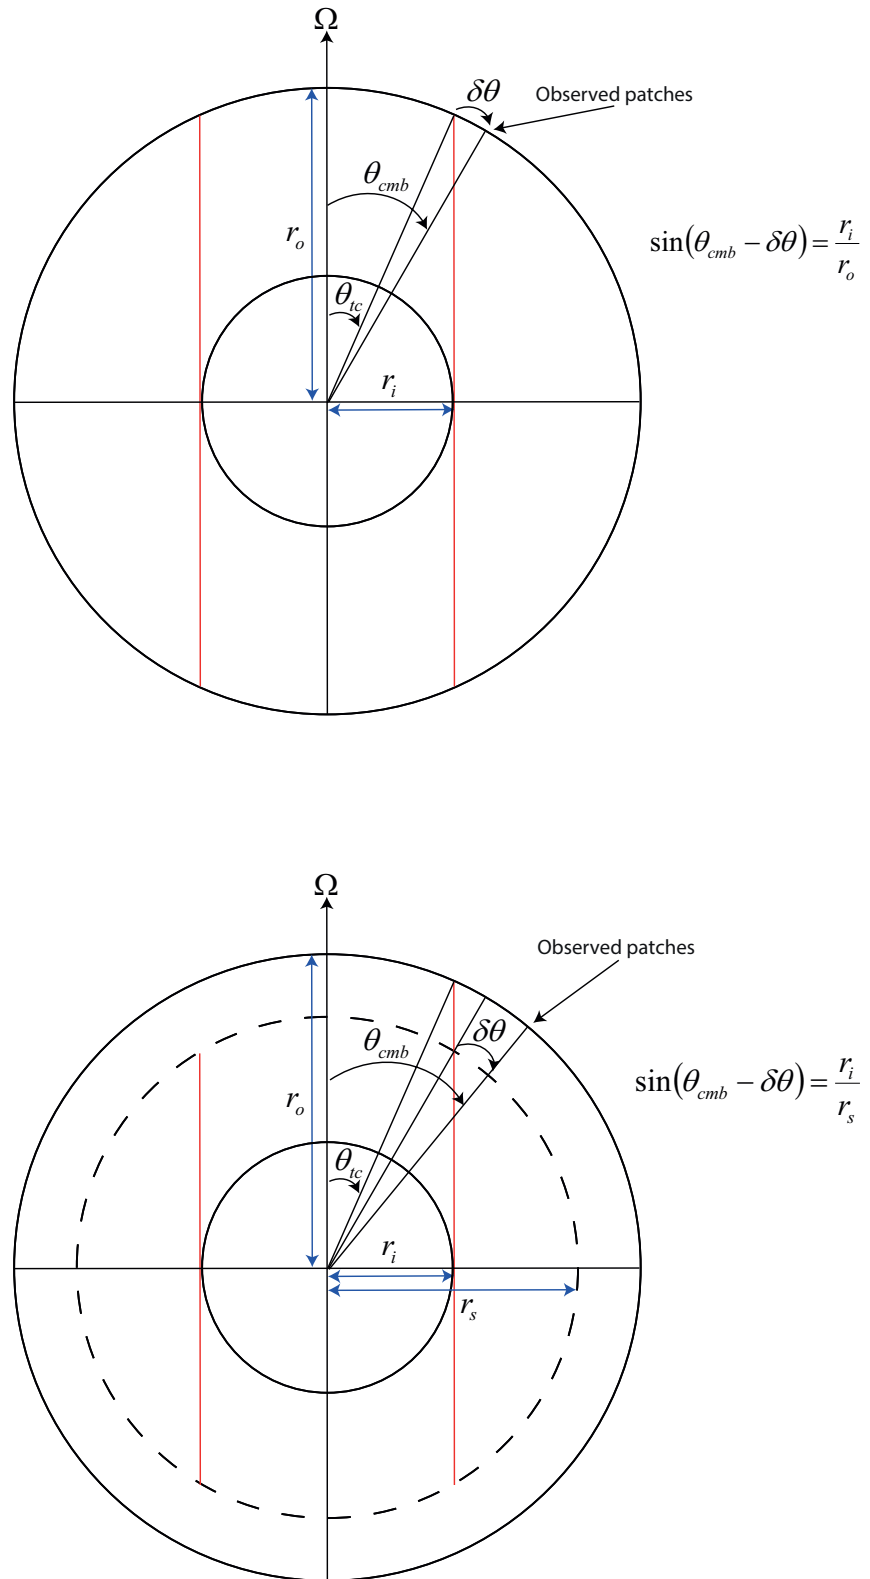 Ω
δθ
Observed patches
θ_cmb
r_o
sin(θ_cmb − δθ) = r_i / r_o
θ_tc
r_i
Ω
Observed patches
δθ
θ_cmb
sin(θ_cmb − δθ) = r_i / r_s
r_o
θ_tc
r_i
r_s